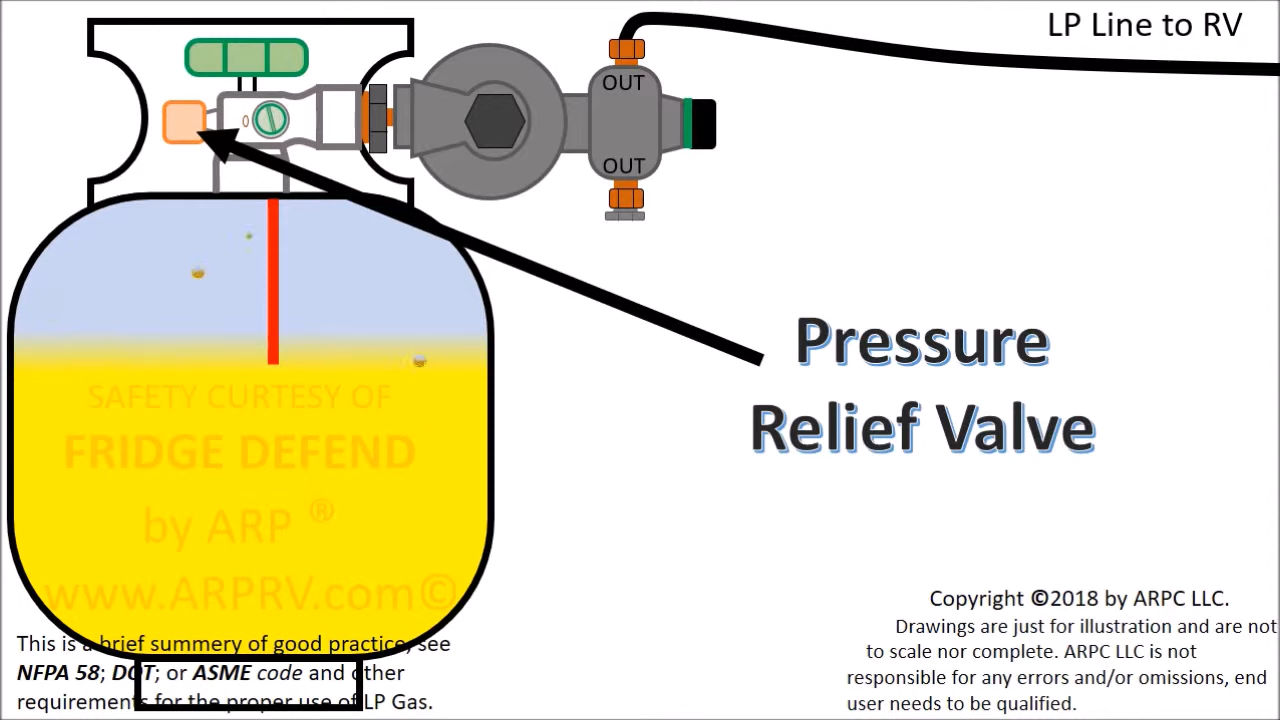 LP Line to RV
OUT
OUT
Pressure
Relief Valve
SAFETY CURTESY OF
FRIDGE DEFEND
by ARP ®
www.ARPRV.com©
This is a brief summery of good practice, see
NFPA 58; DOT; or ASME code and other
requirements for the proper use of LP Gas.
Copyright ©2018 by ARPC LLC.
Drawings are just for illustration and are not
to scale nor complete. ARPC LLC is not
responsible for any errors and/or omissions, end
user needs to be qualified.